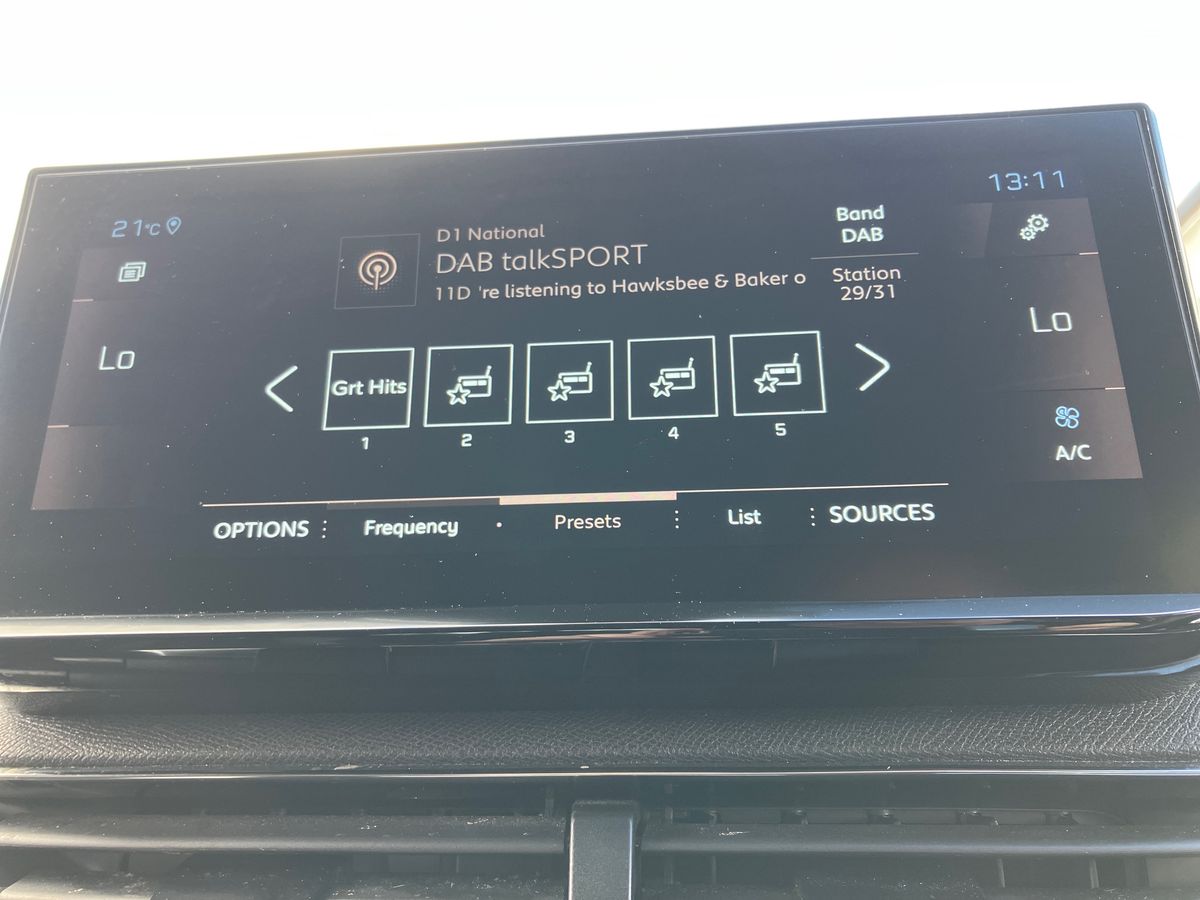 21°C
13:11
D1 National
DAB talkSPORT
11D 're listening to Hawksbee & Baker o
Band
DAB
Station
29/31
Lo
Lo
Grt Hits
1
2
3
4
5
A/C
OPTIONS
Frequency
Presets
List
SOURCES